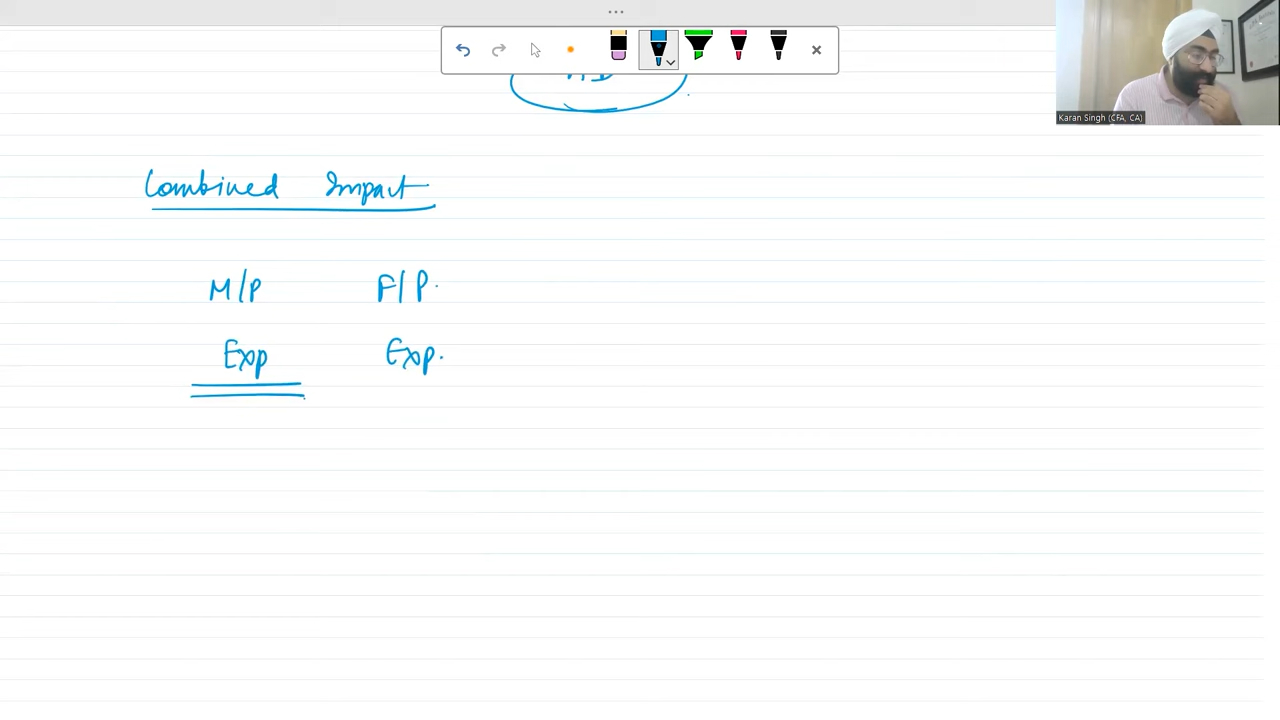 Karan Singh (CFA, CA)
Combined Impact
M/P F/P.
Exp Exp.